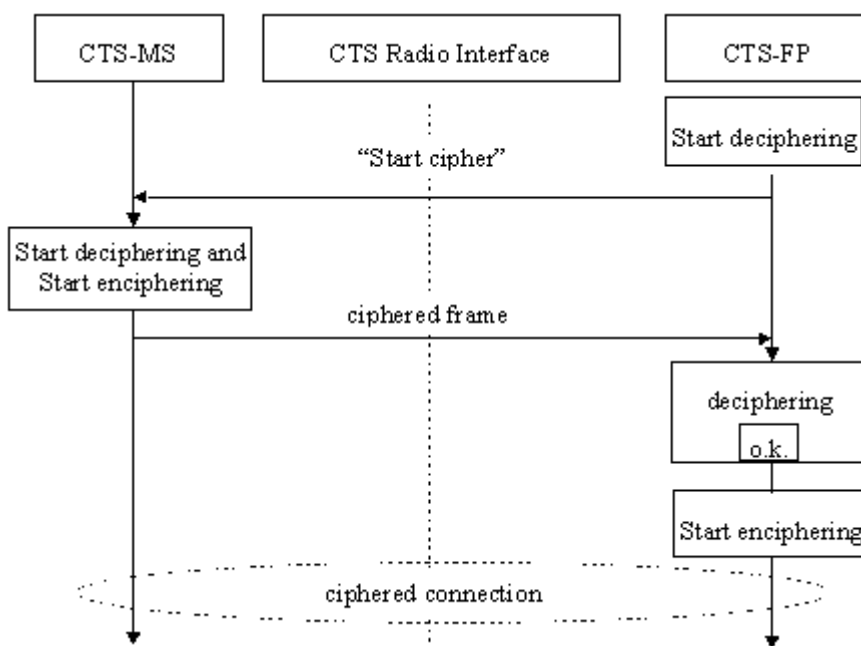 CTS-MS
CTS Radio Interface
CTS-FP
Start deciphering
“Start cipher”
Start deciphering and
Start enciphering
ciphered frame
deciphering
o.k.
Start enciphering
ciphered connection